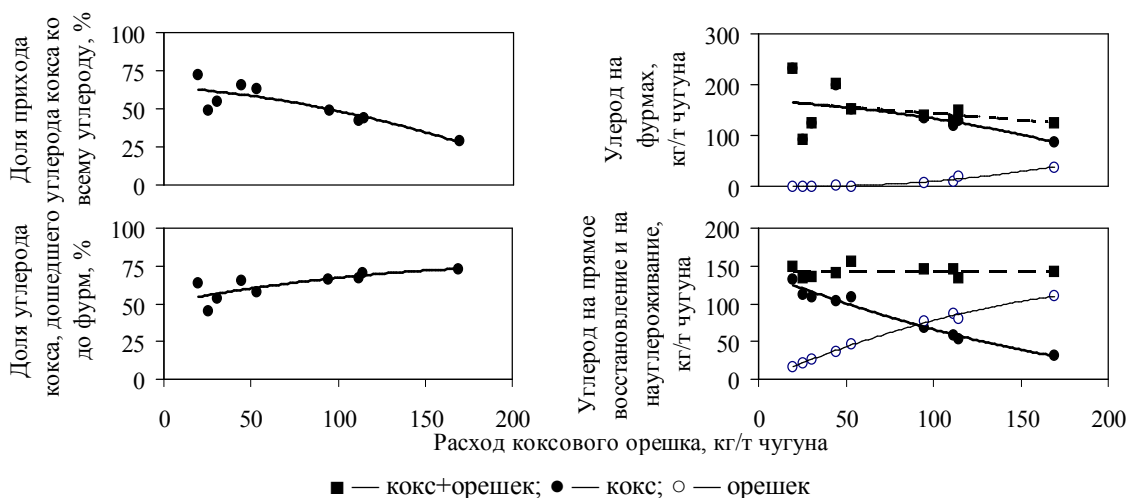 Доля прихода
углерода кокса ко
всему углероду, %
100
75
50
25
0
Улерод на
фурмах,
кг/т чугуна
300
200
100
0
Доля углерода
кокса, дошедшего
до фурм, %
100
75
50
25
0
0 50 100 150 200
Углерод на прямое
восстановление и на
науглероживание,
кг/т чугуна
200
150
100
50
0
0 50 100 150 200
Расход коксового орешка, кг/т чугуна
■ — кокс+орешек; ● — кокс; ○ — орешек